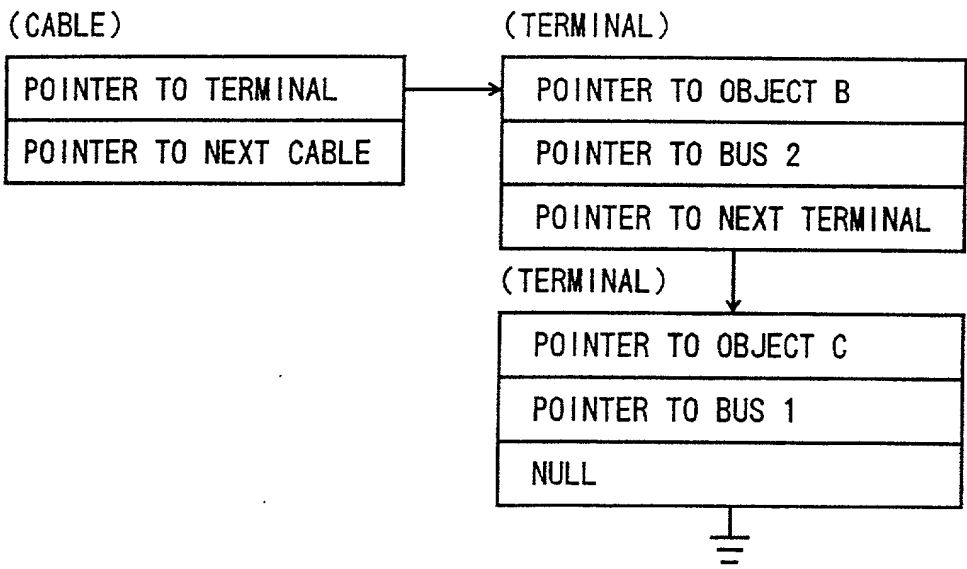 (CABLE)
POINTER TO TERMINAL
POINTER TO NEXT CABLE
(TERMINAL)
POINTER TO OBJECT B
POINTER TO BUS 2
POINTER TO NEXT TERMINAL
(TERMINAL)
POINTER TO OBJECT C
POINTER TO BUS 1
NULL